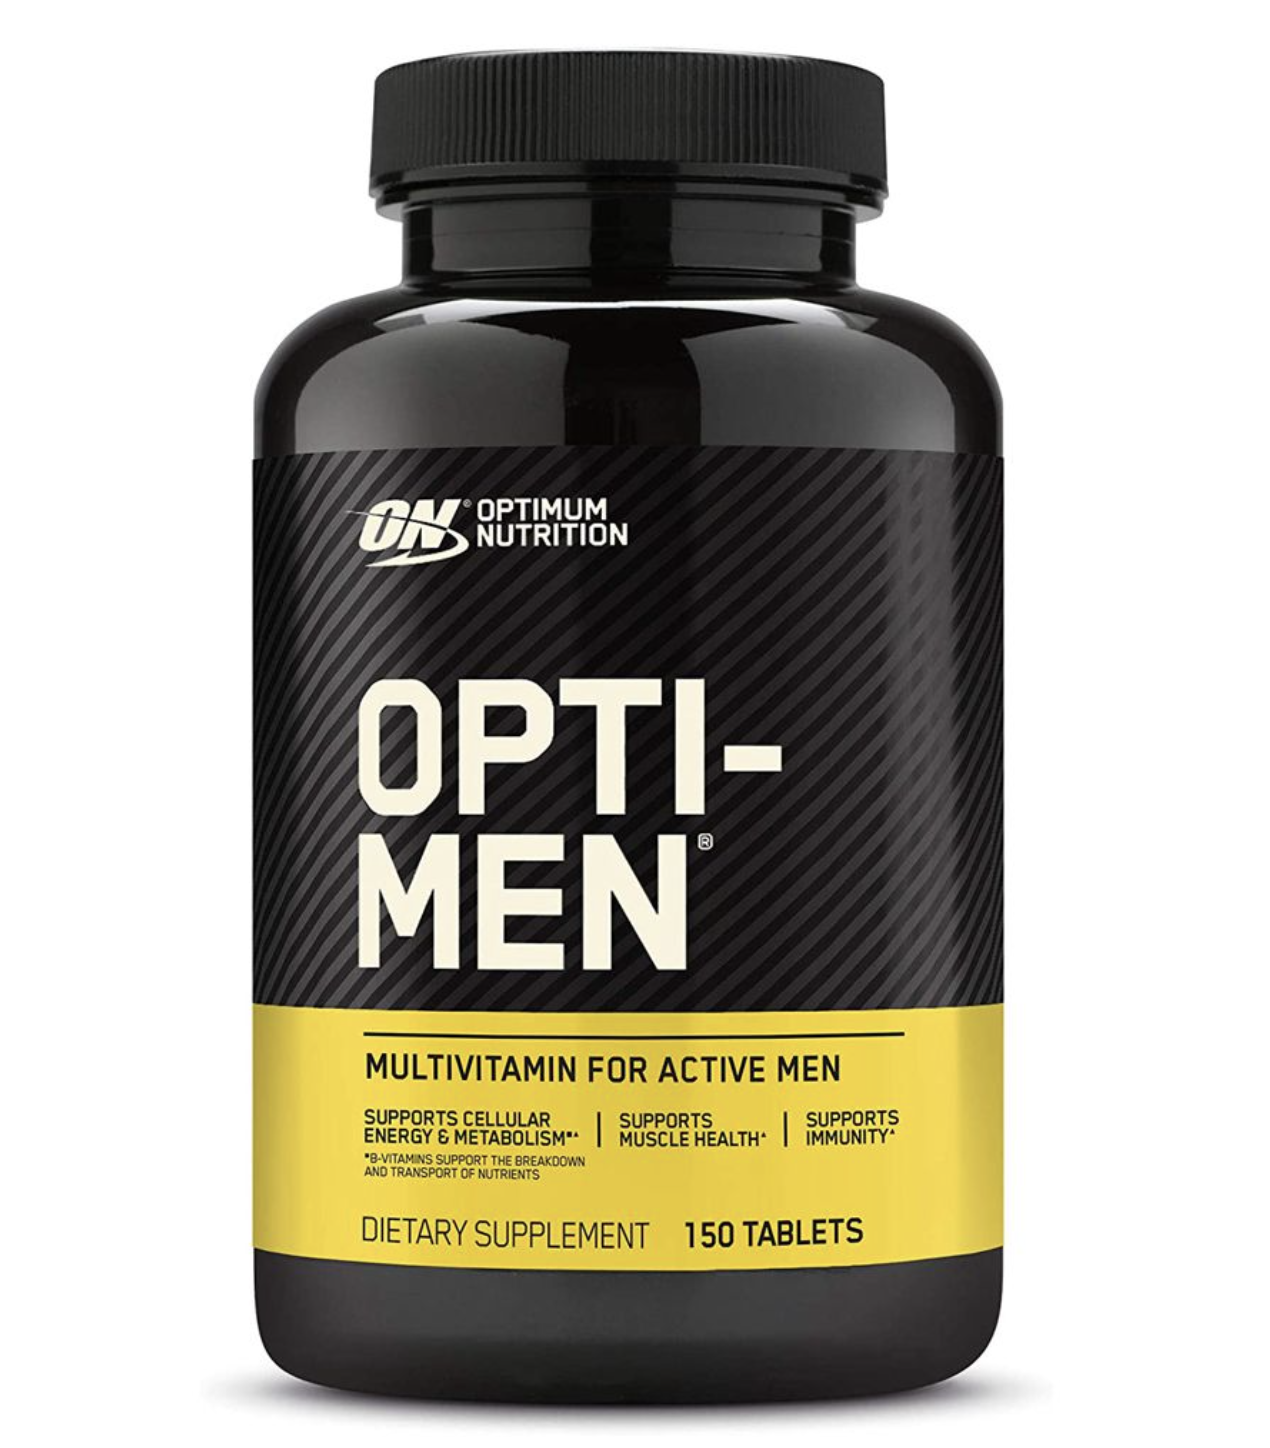 ON© OPTIMUM
NUTRITION
OPTI-
MEN®
MULTIVITAMIN FOR ACTIVE MEN
SUPPORTS CELLULAR
ENERGY & METABOLISM*▪▲ | SUPPORTS
MUSCLE HEALTH▲ | SUPPORTS
IMMUNITY▲
*B-VITAMINS SUPPORT THE BREAKDOWN
AND TRANSPORT OF NUTRIENTS
DIETARY SUPPLEMENT 150 TABLETS